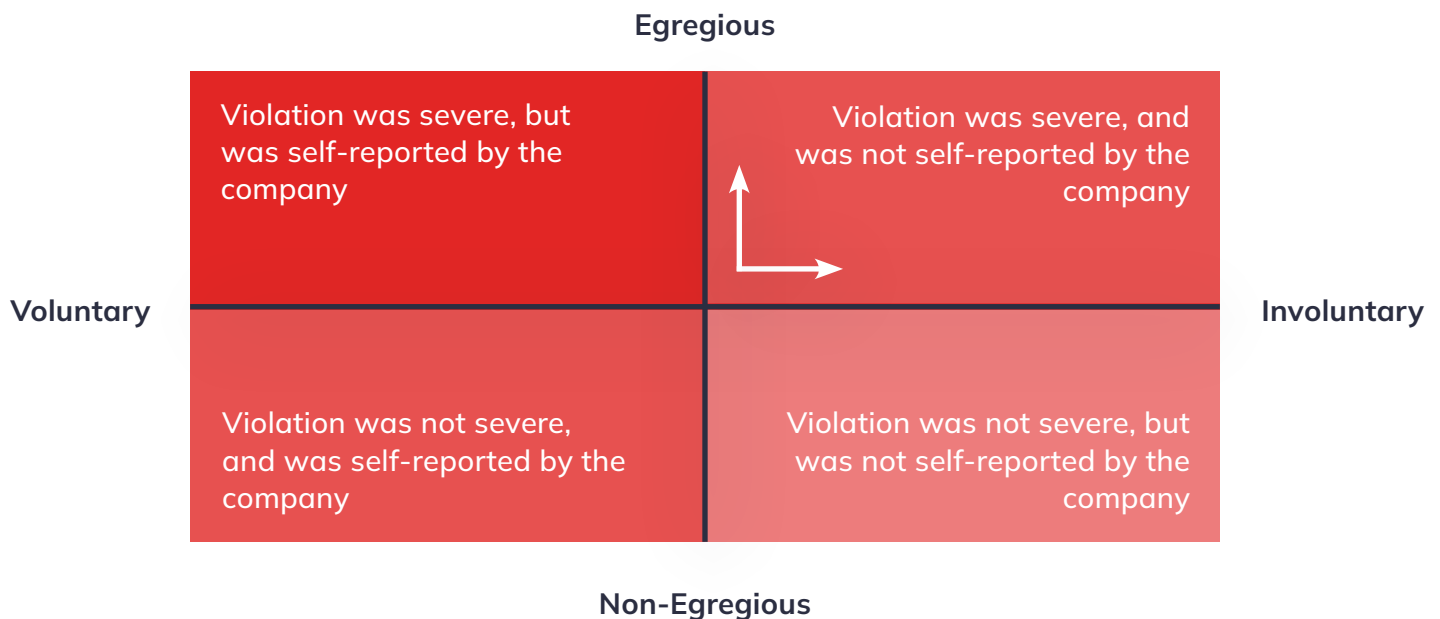 Egregious
Violation was severe, but
was self-reported by the
company
Violation was severe, and
was not self-reported by the
company
Voluntary
Involuntary
Violation was not severe,
and was self-reported by the
company
Violation was not severe, but
was not self-reported by the
company
Non-Egregious